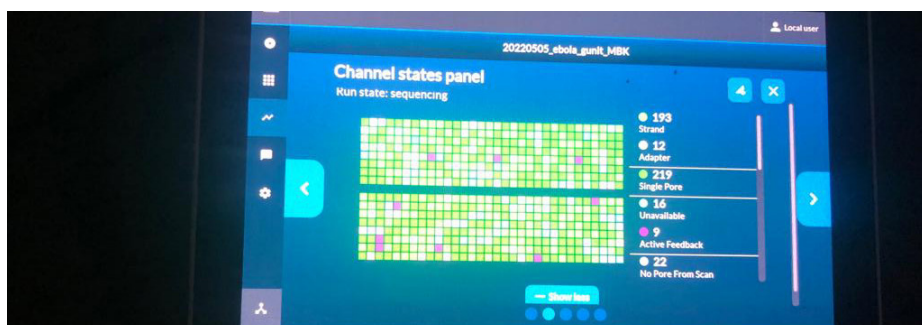 Local user
20220505_ebola_gunit_MBK
Channel states panel
Run state: sequencing
193
Strand
12
Adapter
219
Single Pore
16
Unavailable
9
Active Feedback
22
No Pore From Scan
Show less